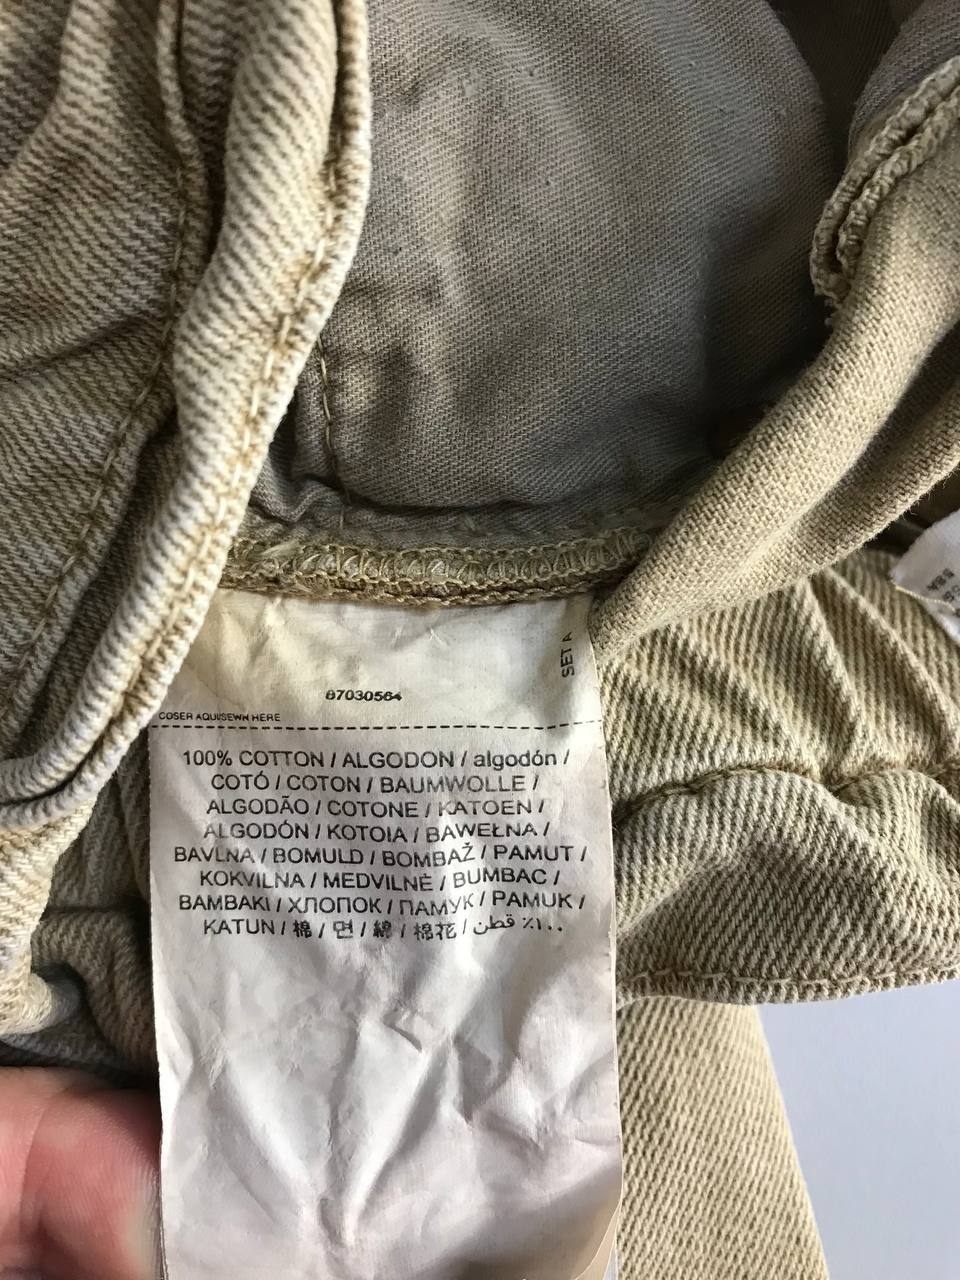 SET A
87030564
COSER AQUI/SEWN HERE
100% COTTON / ALGODON / algodón /
COTÓ / COTON / BAUMWOLLE /
ALGODÃO / COTONE / KATOEN /
ALGODÓN / KOTOIA / BAWEŁNA /
BAVLNA / BOMULD / BOMBAŽ / PAMUT /
KOKVILNA / MEDVILNĖ / BUMBAC /
BAMBAKI / ХЛОПОК / ПАМУК / PAMUK /
KATUN / 棉 / 면 / 綿 / 棉花 / قطن ٪١٠٠